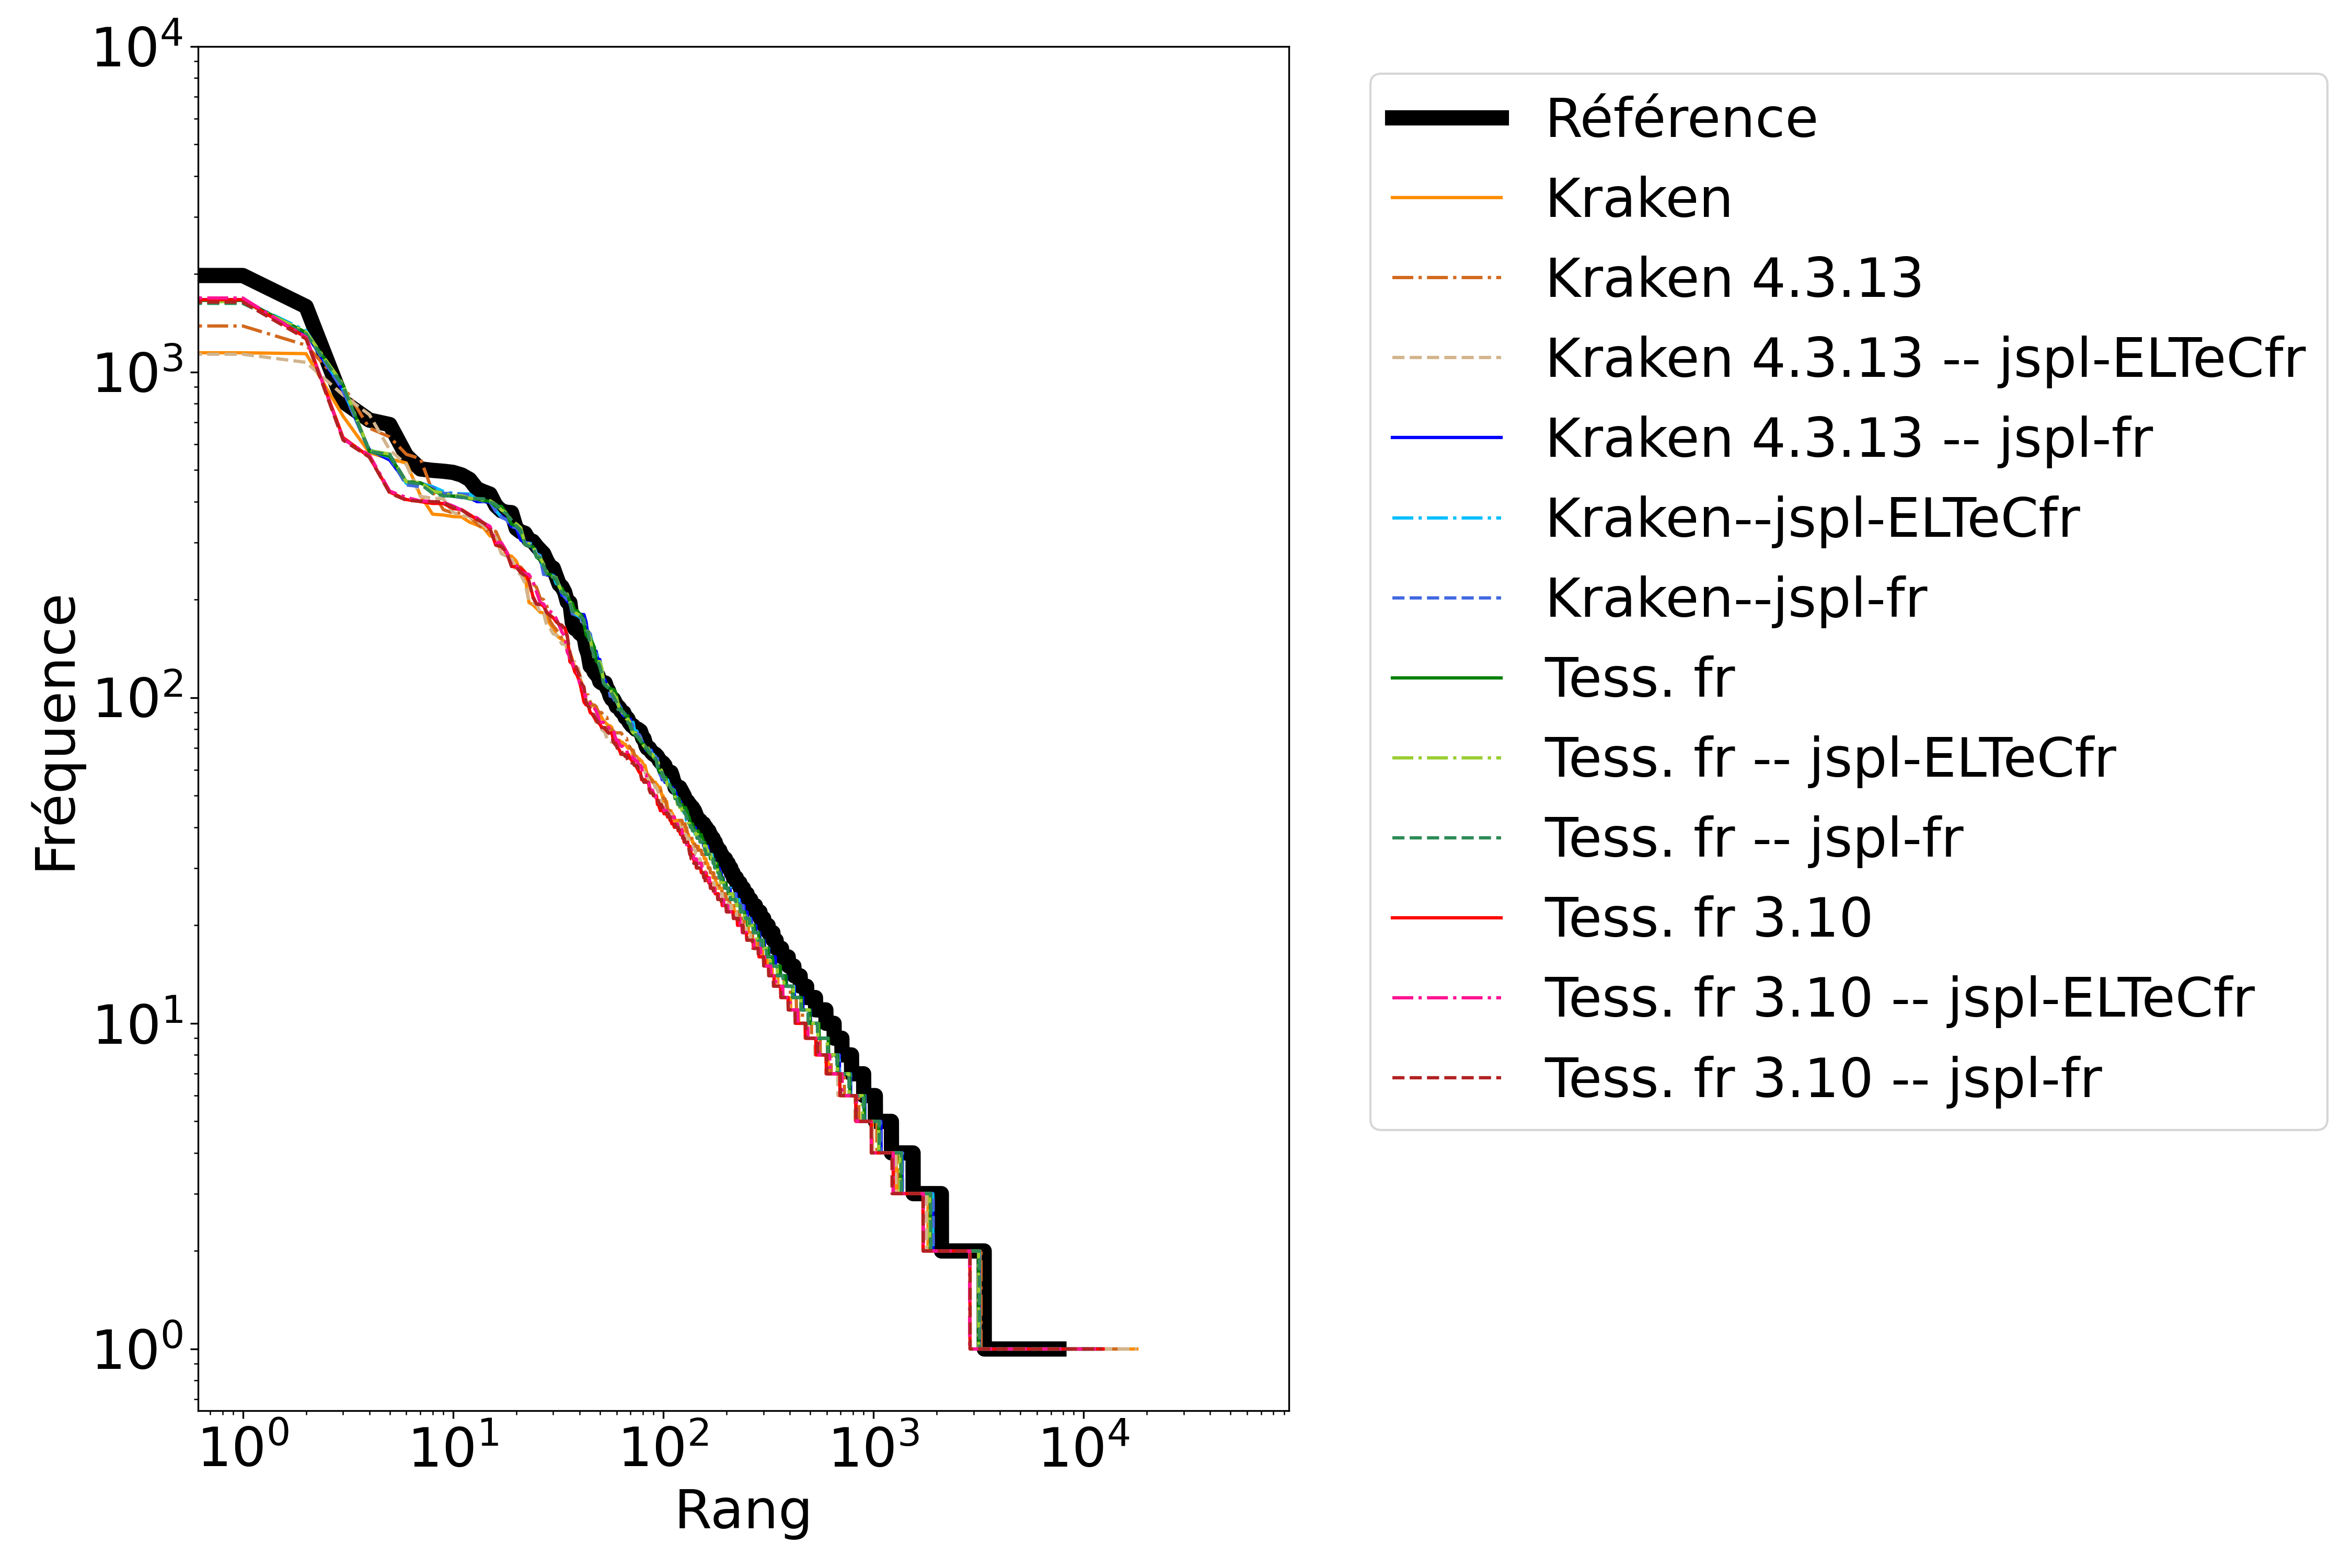 10⁴
10³
10²
10¹
10⁰
Fréquence
10⁰ 10¹ 10² 10³ 10⁴
Rang
Référence
Kraken
Kraken 4.3.13
Kraken 4.3.13 -- jspl-ELTeCfr
Kraken 4.3.13 -- jspl-fr
Kraken--jspl-ELTeCfr
Kraken--jspl-fr
Tess. fr
Tess. fr -- jspl-ELTeCfr
Tess. fr -- jspl-fr
Tess. fr 3.10
Tess. fr 3.10 -- jspl-ELTeCfr
Tess. fr 3.10 -- jspl-fr